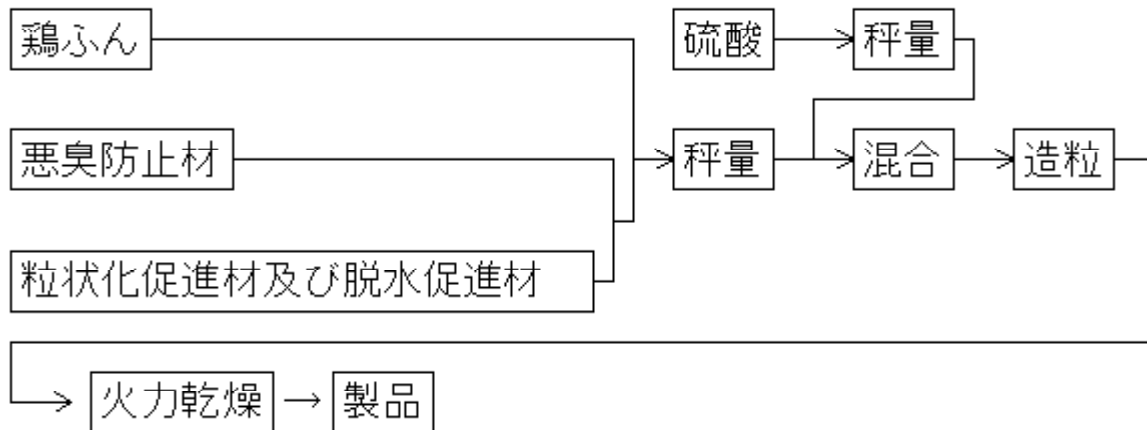 鶏ふん
硫酸
秤量
悪臭防止材
秤量
混合
造粒
粒状化促進材及び脱水促進材
火力乾燥
製品